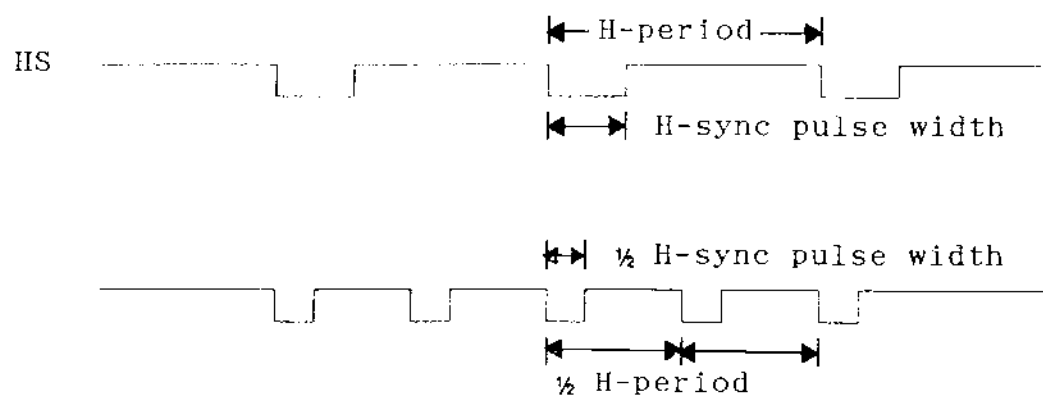 H-period
HS
H-sync pulse width
½ H-sync pulse width
½ H-period